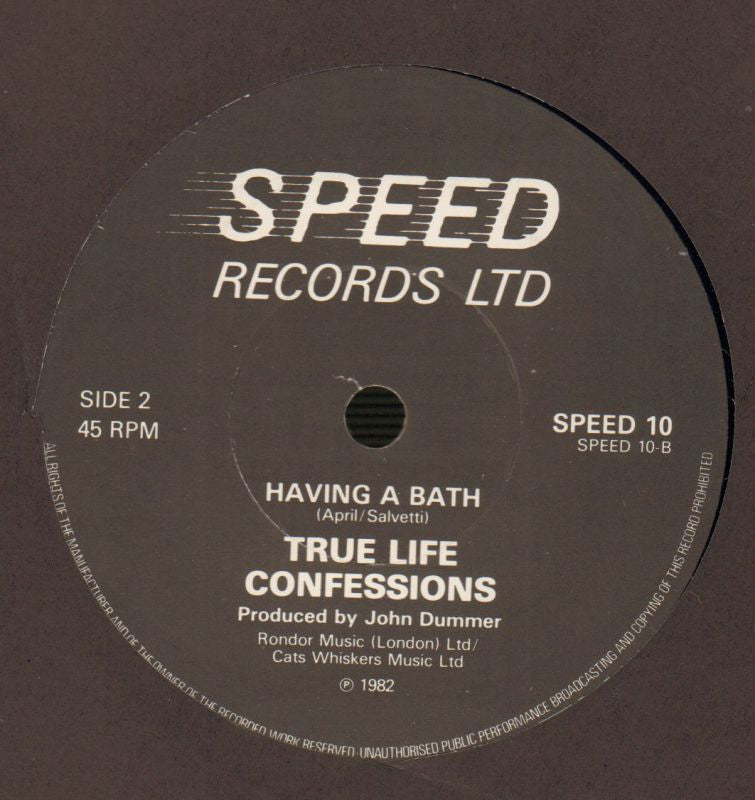 SPEED
RECORDS LTD
SIDE 2
45 RPM
SPEED 10
SPEED 10-B
HAVING A BATH
(April/Salvetti)
TRUE LIFE
CONFESSIONS
Produced by John Dummer
Rondor Music (London) Ltd/
Cats Whiskers Music Ltd
℗ 1982
ALL RIGHTS OF THE MANUFACTURER AND OF THE OWNER OF THE RECORDED WORK RESERVED·UNAUTHORISED PUBLIC PERFORMANCE BROADCASTING AND COPYING OF THIS RECORD PROHIBITED